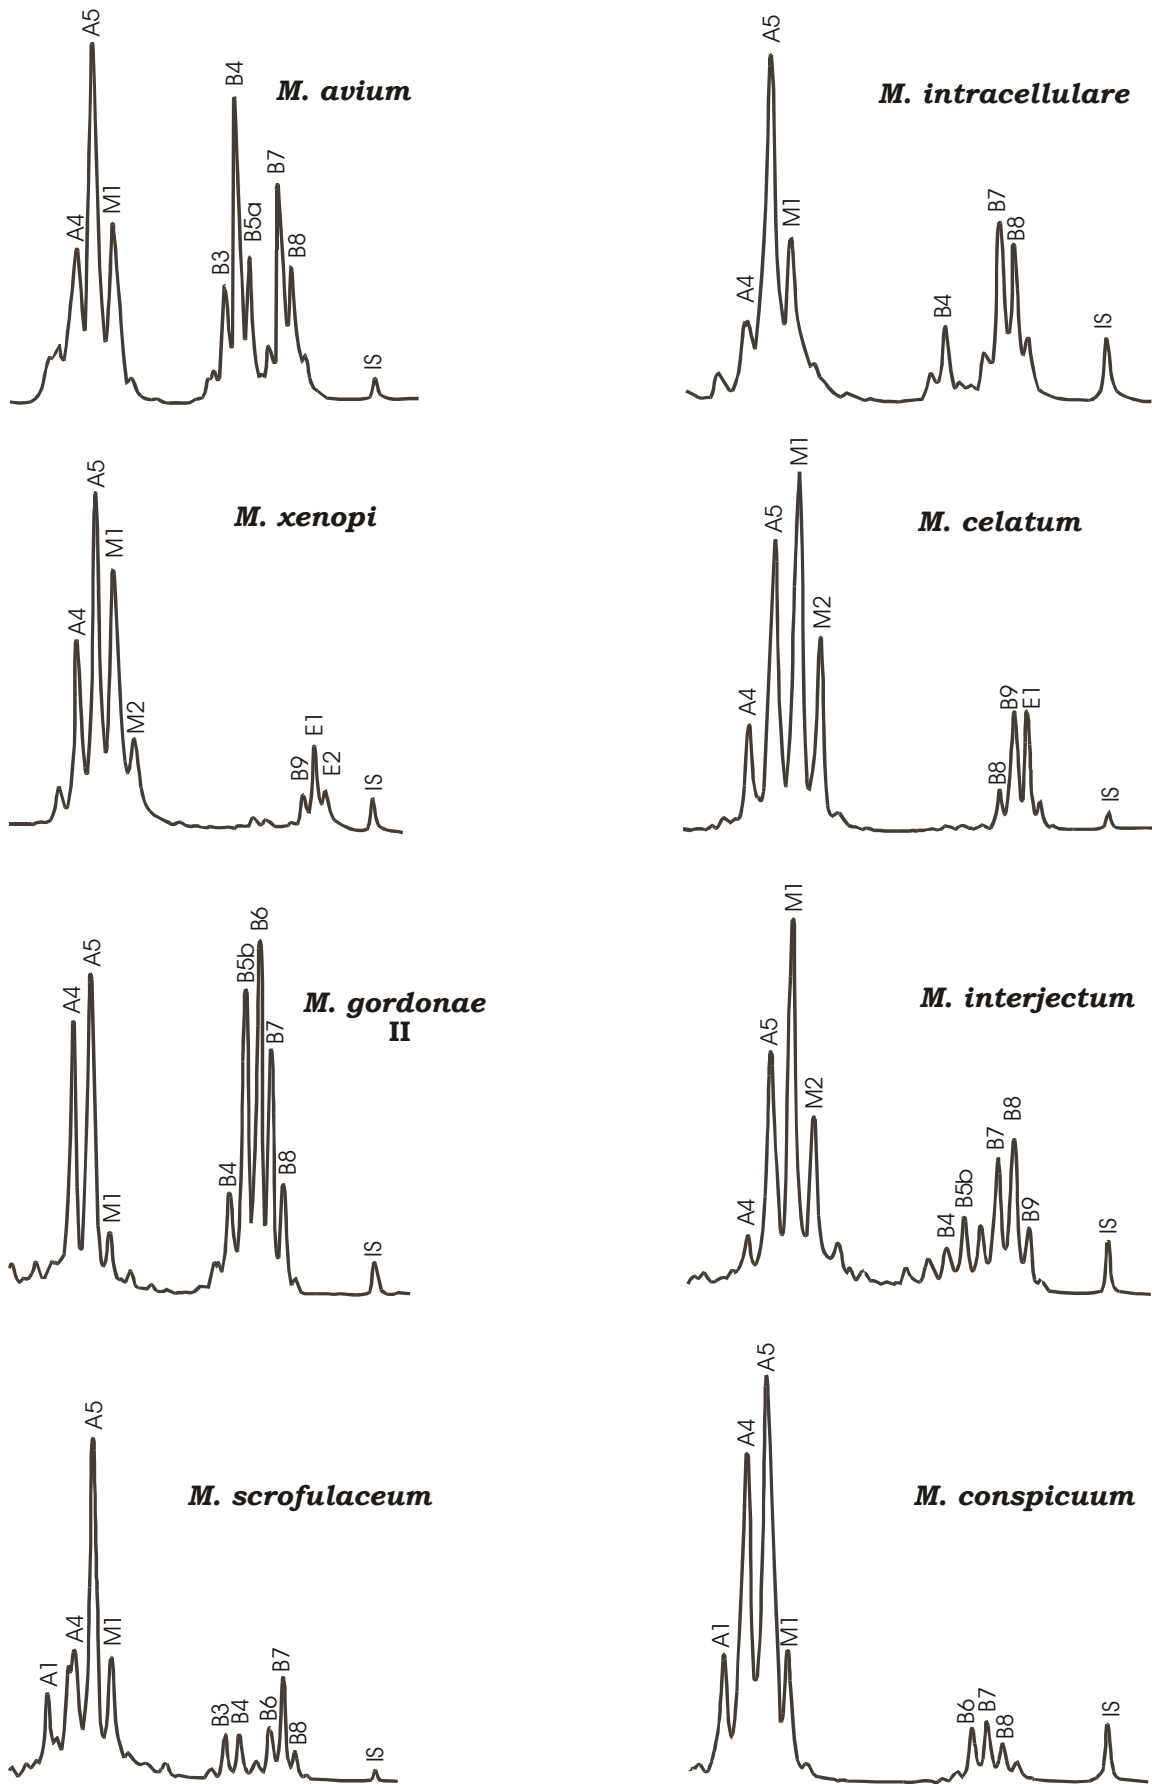 M. avium
A4
A5
M1
B3
B4
B5a
B7
B8
IS
M. intracellulare
A4
A5
M1
B4
B7
B8
IS
M. xenopi
A4
A5
M1
M2
B9
E1
E2
IS
M. celatum
A4
A5
M1
M2
B8
B9
E1
IS
M. gordonae
II
A4
A5
M1
B4
B5b
B6
B7
B8
IS
M. interjectum
A4
A5
M1
M2
B4
B5b
B7
B8
B9
IS
M. scrofulaceum
A1
A4
A5
M1
B3
B4
B6
B7
B8
IS
M. conspicuum
A1
A4
A5
M1
B6
B7
B8
IS